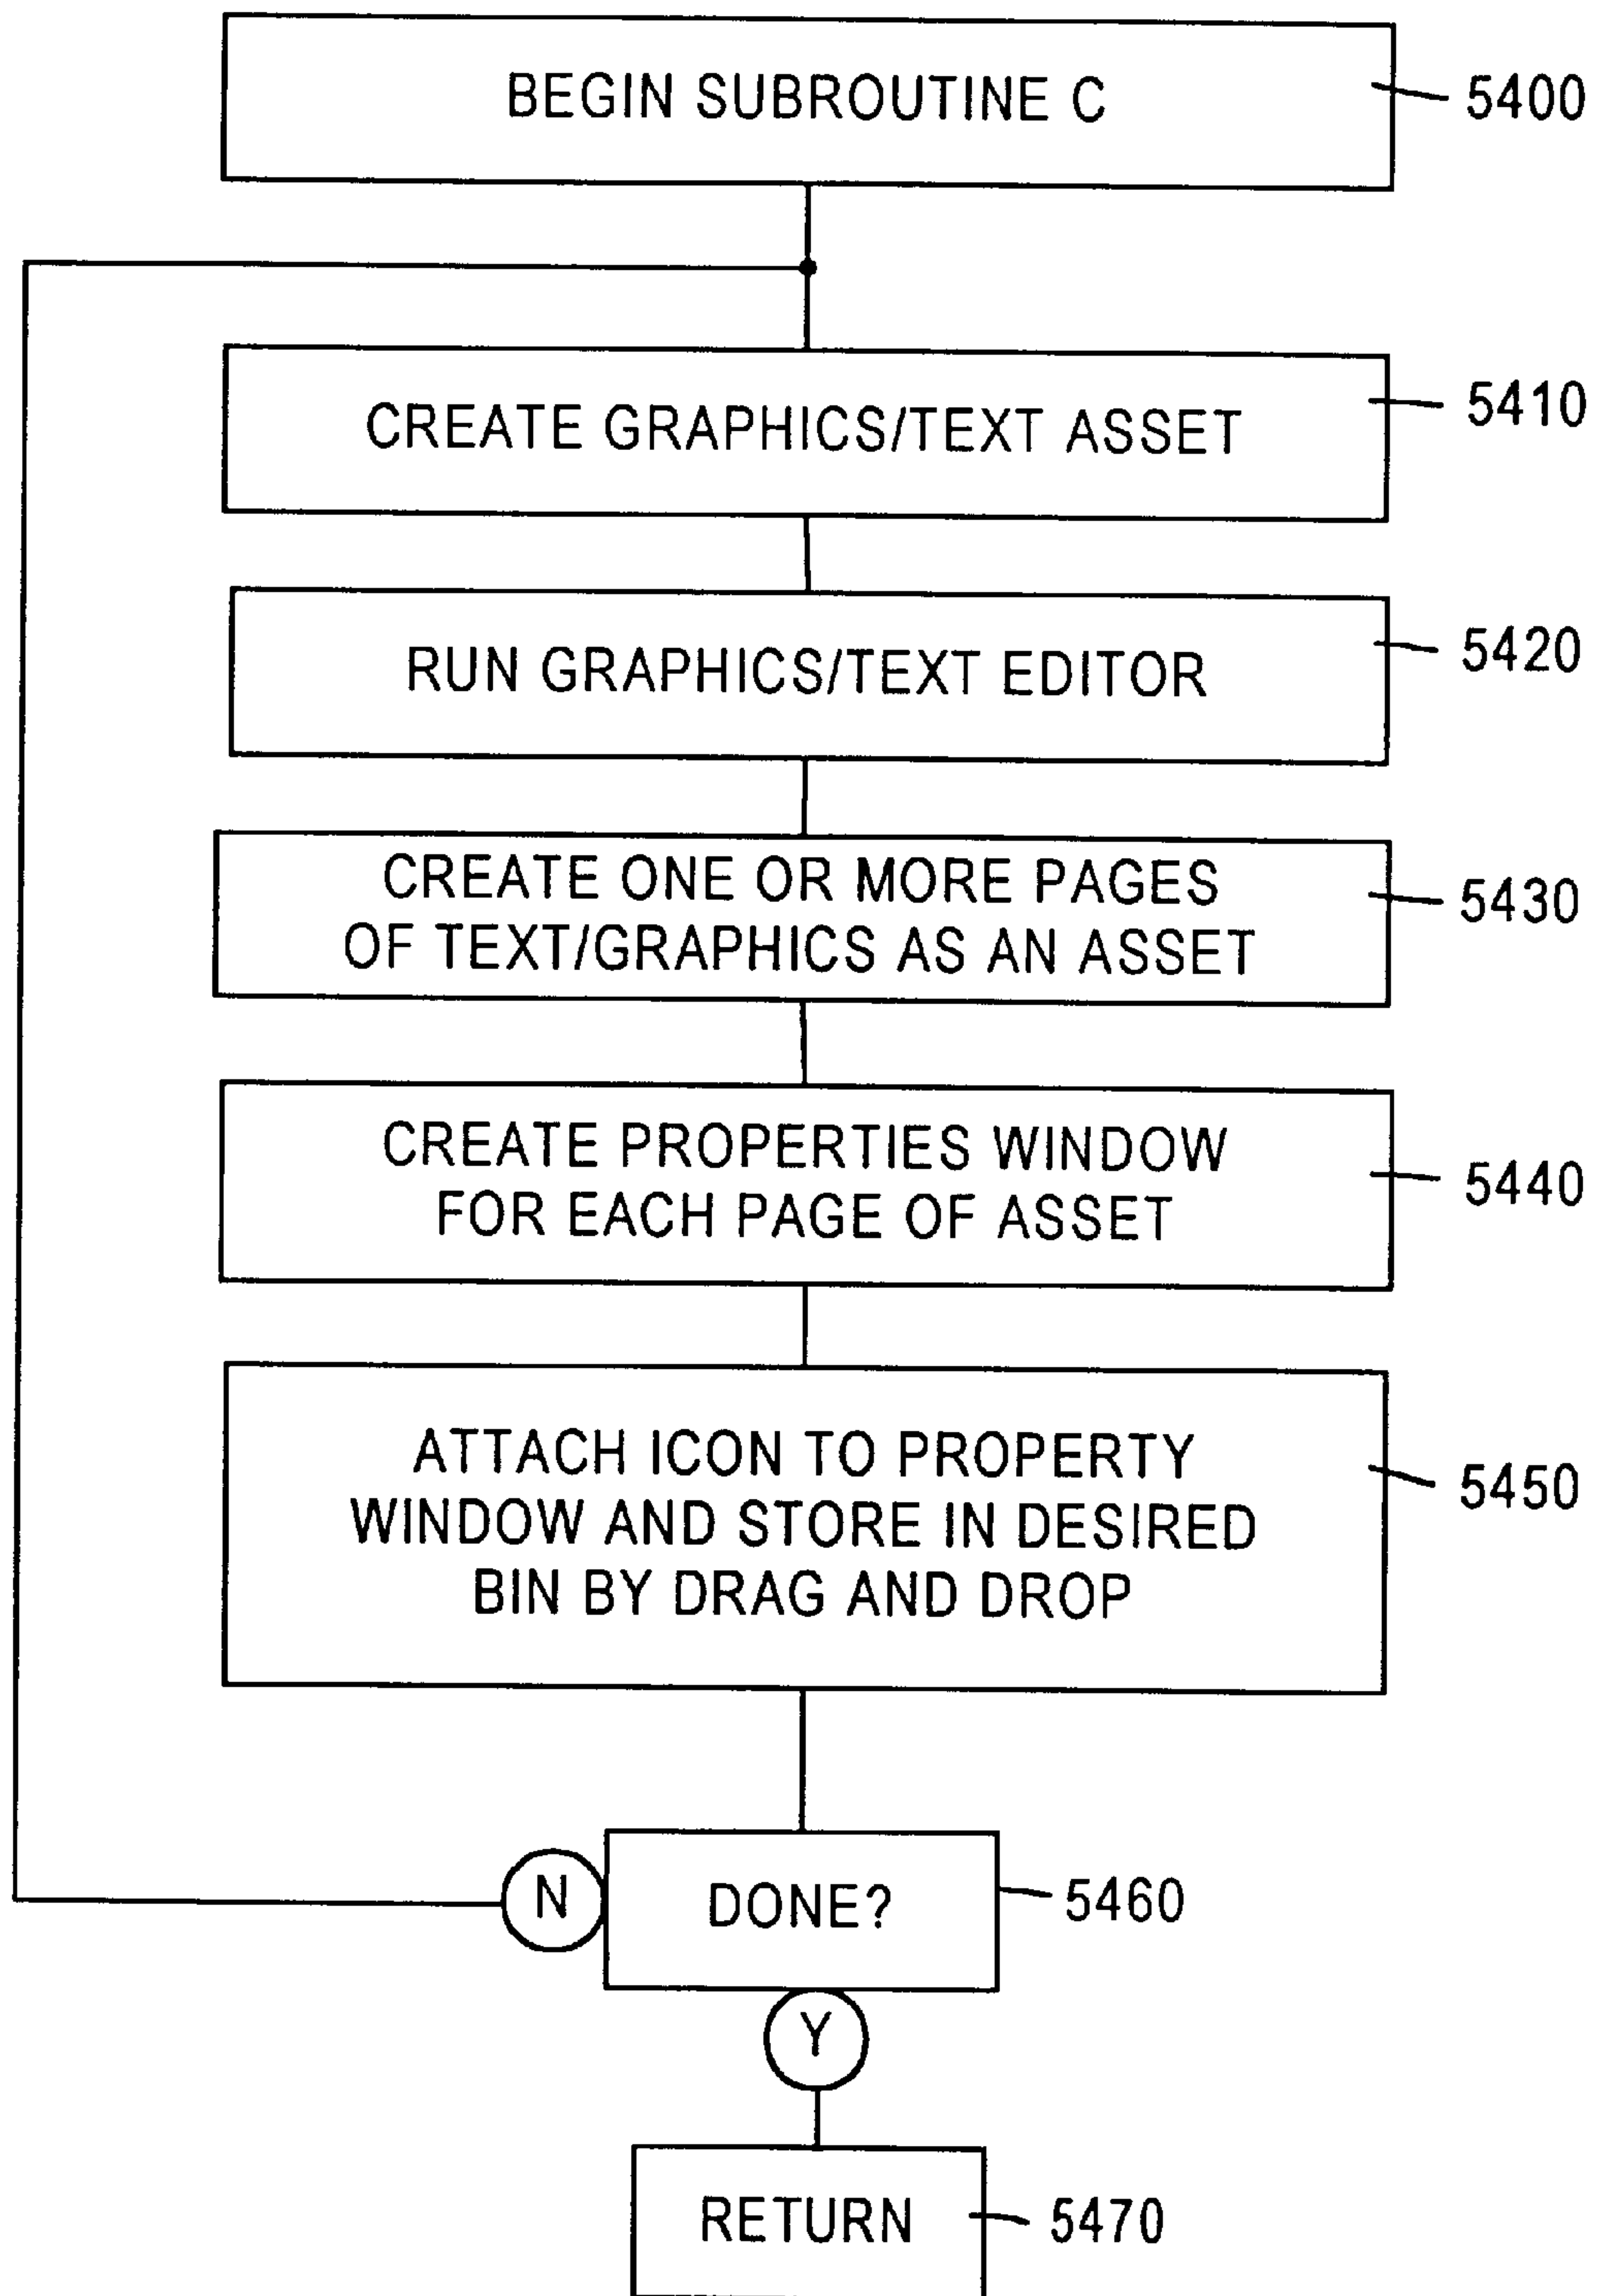 BEGIN SUBROUTINE C
5400
CREATE GRAPHICS/TEXT ASSET
5410
RUN GRAPHICS/TEXT EDITOR
5420
CREATE ONE OR MORE PAGES
OF TEXT/GRAPHICS AS AN ASSET
5430
CREATE PROPERTIES WINDOW
FOR EACH PAGE OF ASSET
5440
ATTACH ICON TO PROPERTY
WINDOW AND STORE IN DESIRED
BIN BY DRAG AND DROP
5450
N
DONE?
5460
Y
RETURN
5470